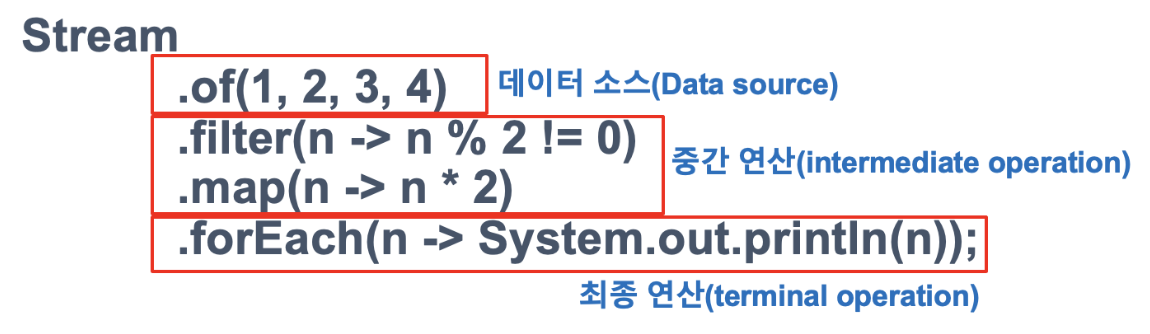 Stream
.of(1, 2, 3, 4) 데이터 소스(Data source)
.filter(n -> n % 2 != 0)
.map(n -> n * 2) 중간 연산(intermediate operation)
.forEach(n -> System.out.println(n));
최종 연산(terminal operation)